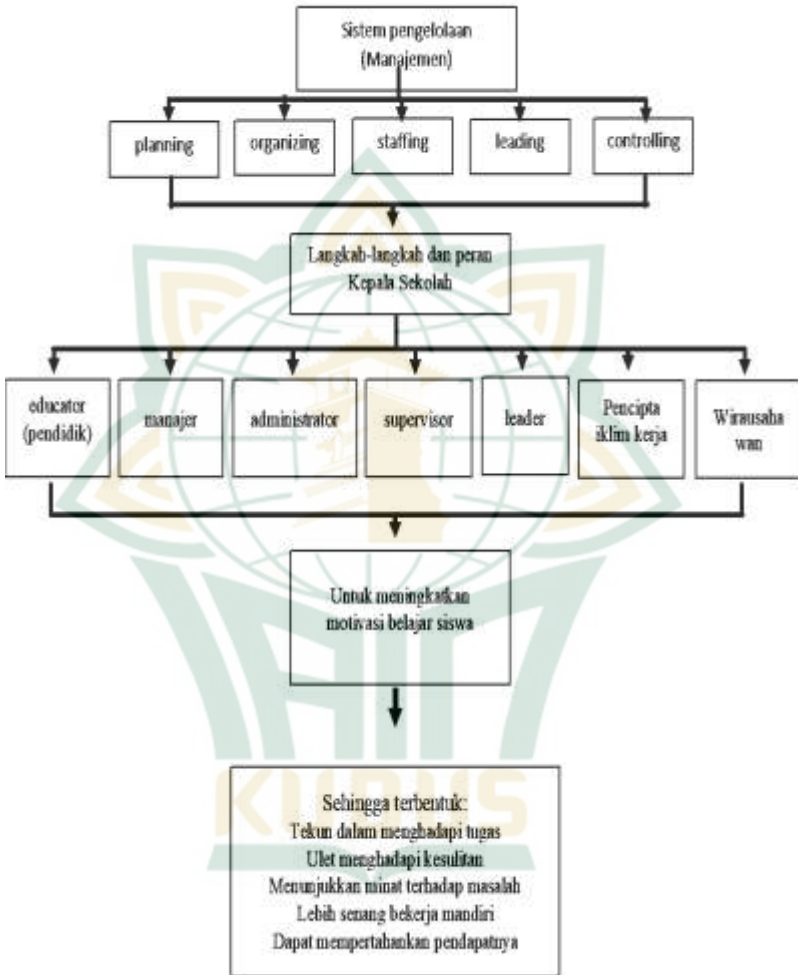 Sistem pengelolaan
(Manajemen)
planning
organizing
staffing
leading
controlling
Langkah-langkah dan peran
Kepala Sekolah
educator
(pendidik)
manajer
administrator
supervisor
leader
Pencipta
iklim kerja
Wirausaha
wan
Untuk meningkatkan
motivasi belajar siswa
Sehingga terbentuk:
Tekun dalam menghadapi tugas
Ulet menghadapi kesulitan
Menunjukkan minat terhadap masalah
Lebih senang bekerja mandiri
Dapat mempertahankan pendapatnya
IAIN
KUDUS